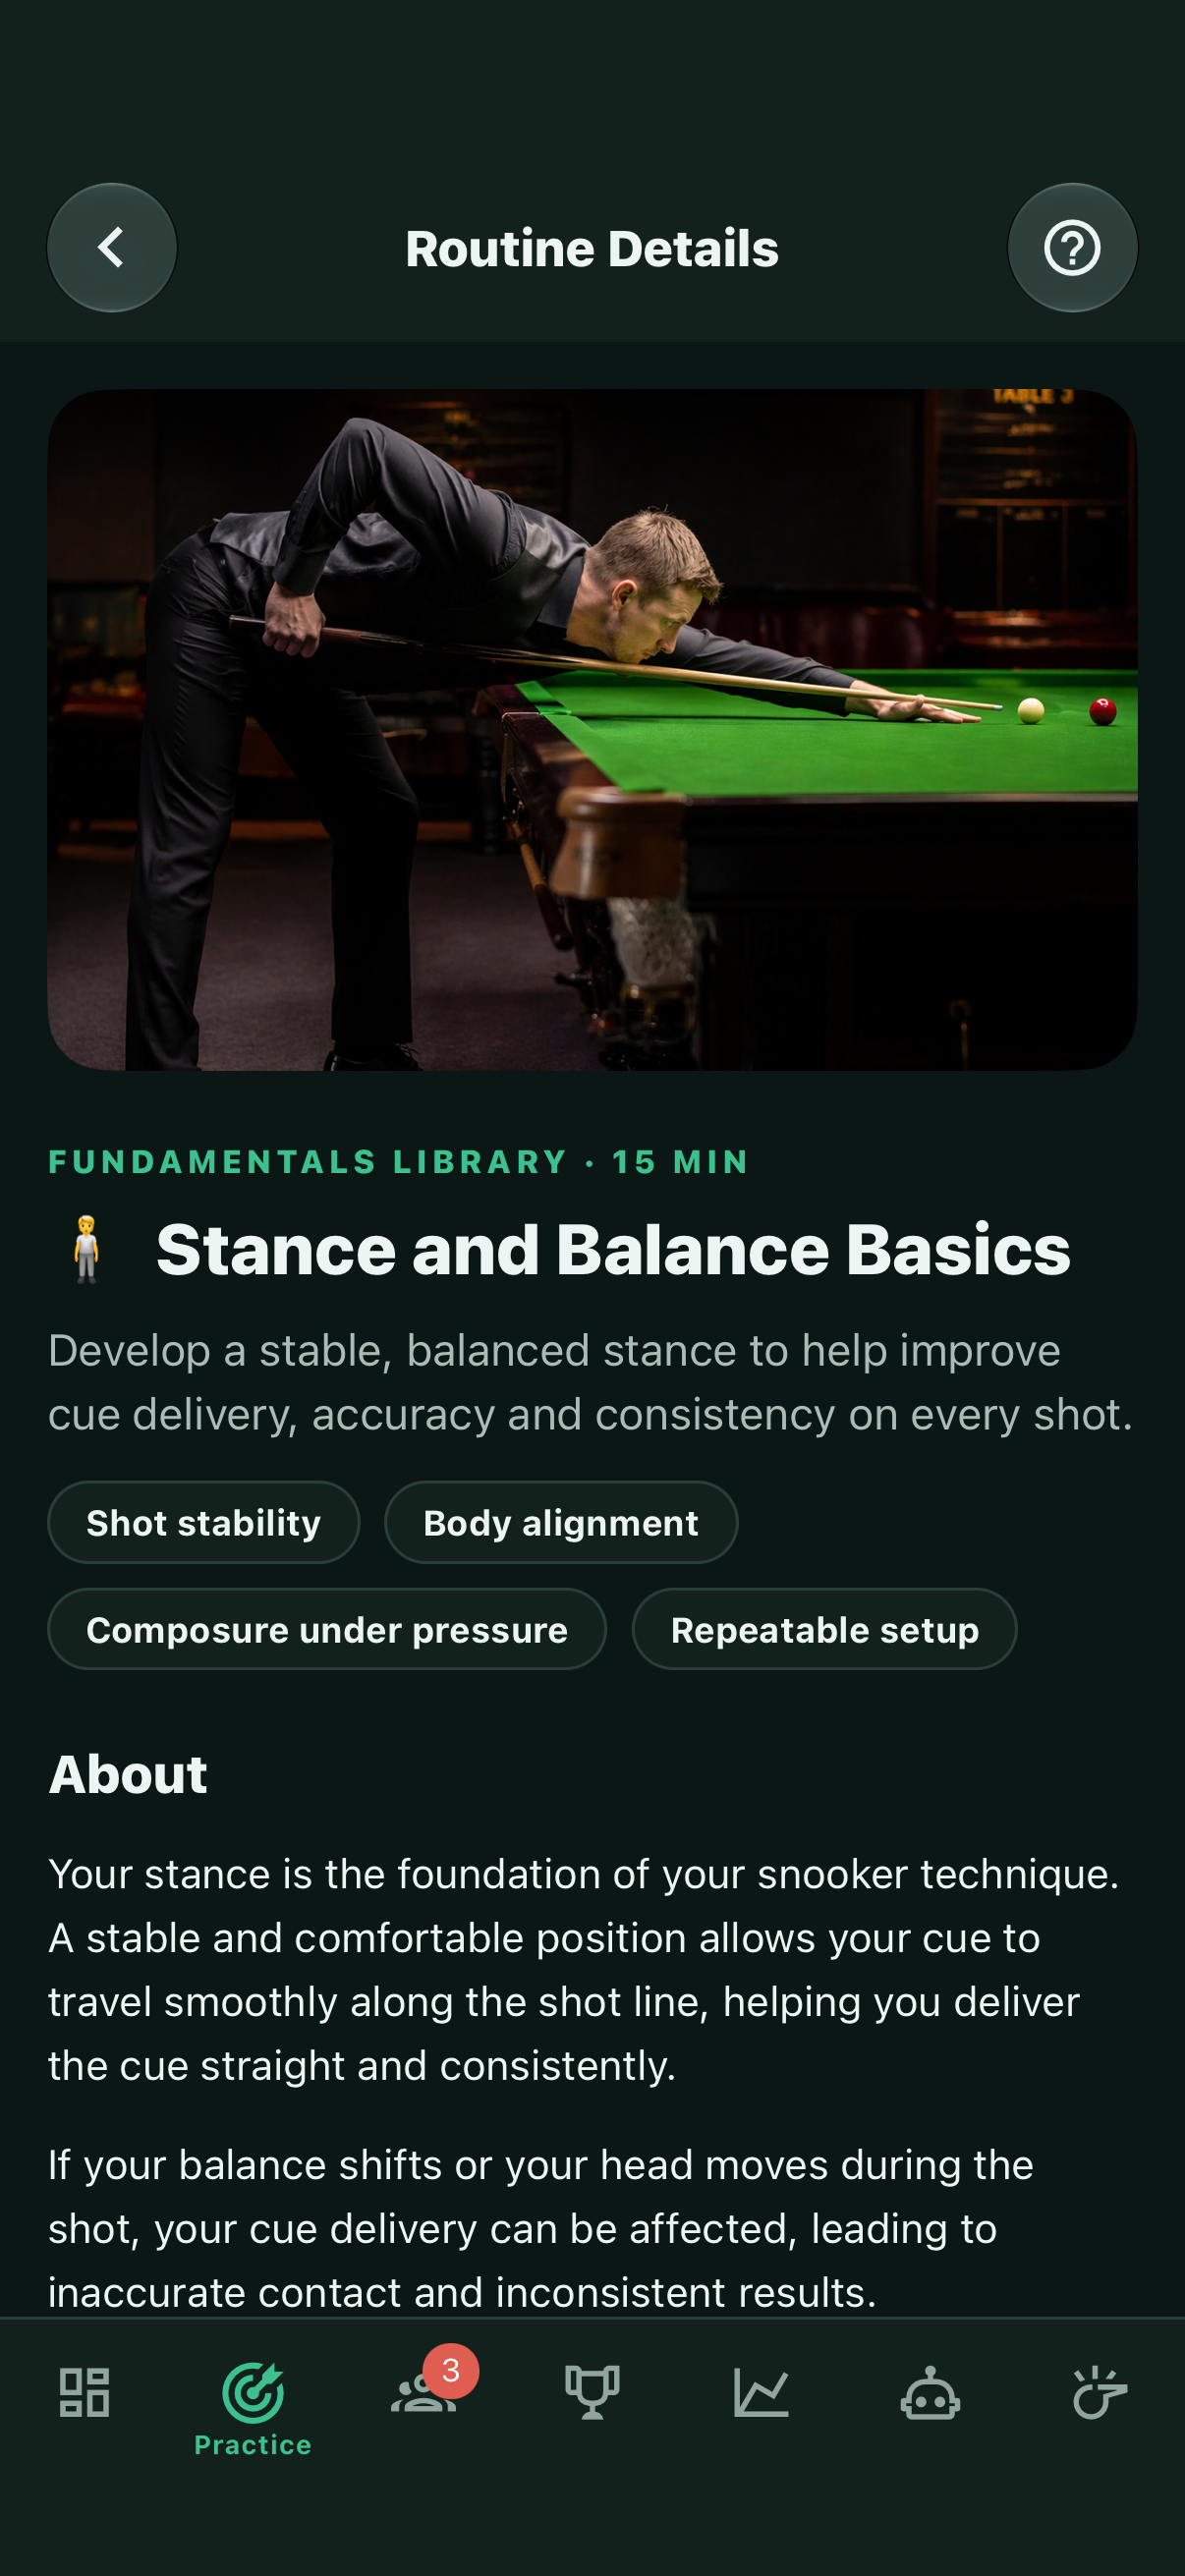 Routine Details
TABLE 3
FUNDAMENTALS LIBRARY · 15 MIN
🧍 Stance and Balance Basics
Develop a stable, balanced stance to help improve
cue delivery, accuracy and consistency on every shot.
Shot stability
Body alignment
Composure under pressure
Repeatable setup
About
Your stance is the foundation of your snooker technique.
A stable and comfortable position allows your cue to
travel smoothly along the shot line, helping you deliver
the cue straight and consistently.
If your balance shifts or your head moves during the
shot, your cue delivery can be affected, leading to
inaccurate contact and inconsistent results.
3
Practice